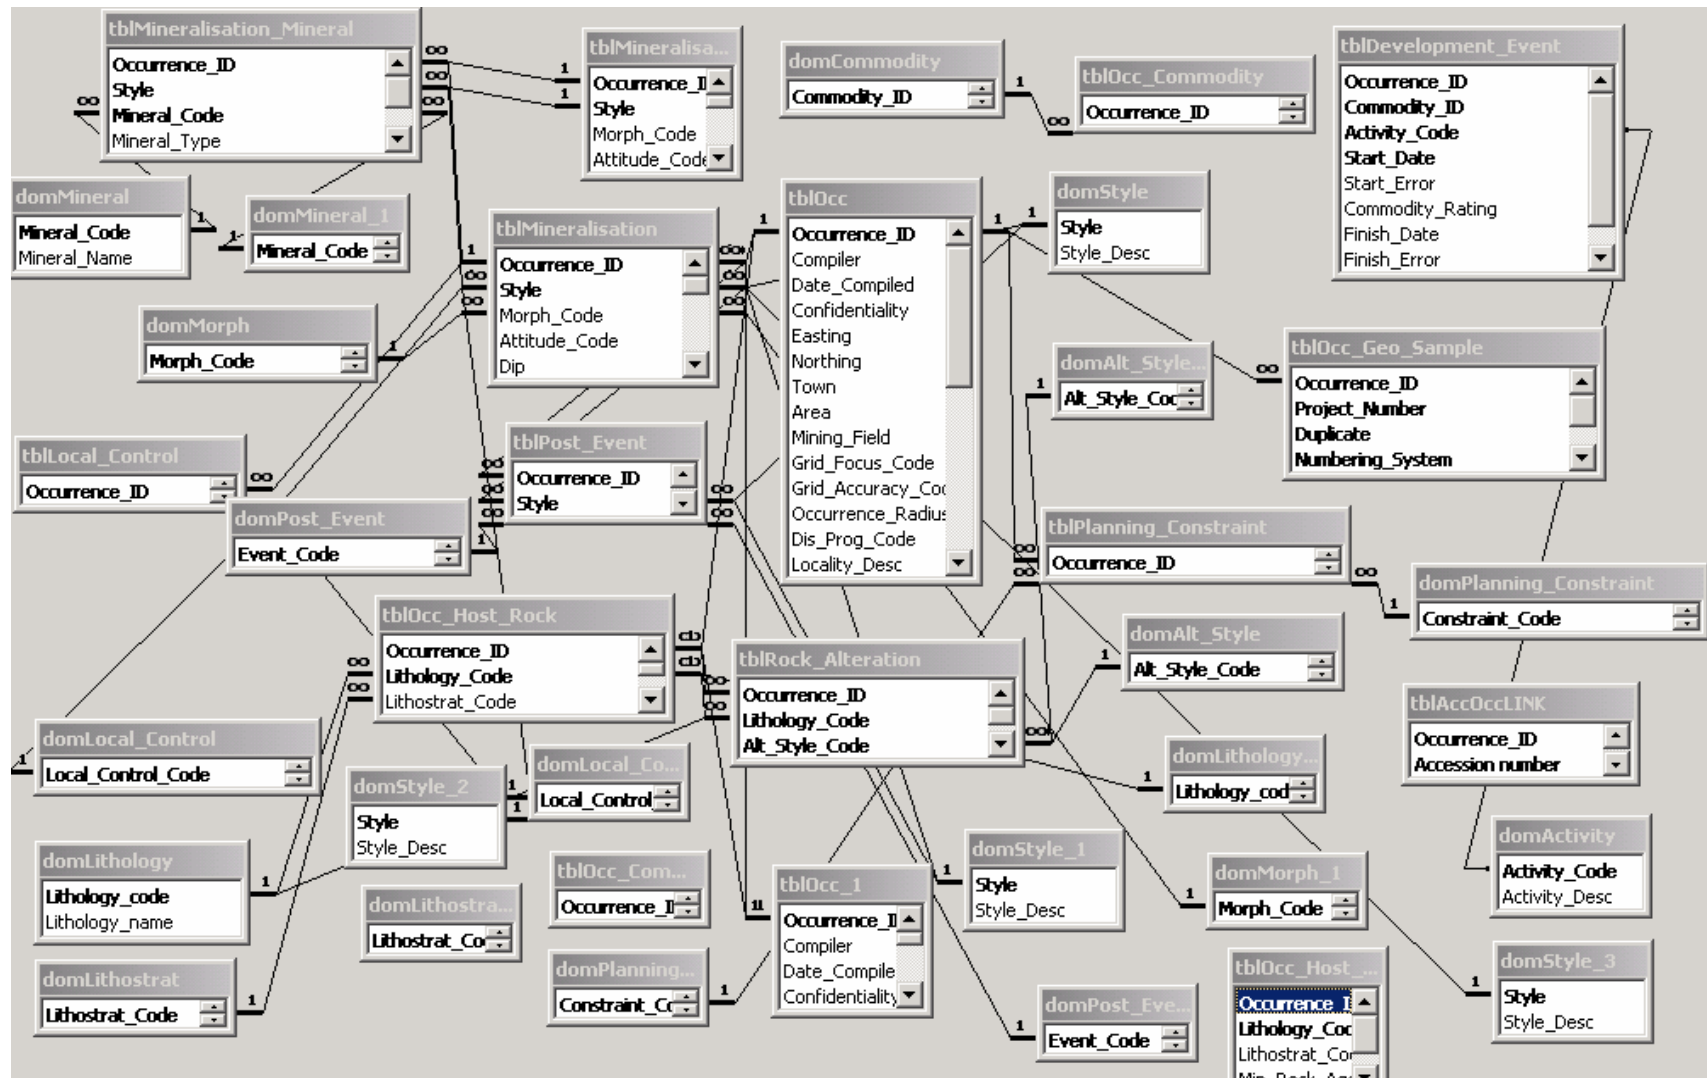 tblMineralisation_Mineral
Occurrence_ID
Style
Mineral_Code
Mineral_Type
tblMineralisa...
Occurrence_I
Style
Morph_Code
Attitude_Code
domCommodity
Commodity_ID
tblOcc_Commodity
Occurrence_ID
tblDevelopment_Event
Occurrence_ID
Commodity_ID
Activity_Code
Start_Date
Start_Error
Commodity_Rating
Finish_Date
Finish_Error
domMineral
Mineral_Code
Mineral_Name
domMineral_1
Mineral_Code
tblMineralisation
Occurrence_ID
Style
Morph_Code
Attitude_Code
Dip
tblOcc
Occurrence_ID
Compiler
Date_Compiled
Confidentiality
Easting
Northing
Town
Area
Mining_Field
Grid_Focus_Code
Grid_Accuracy_Coo
Occurrence_Radius
Dis_Prog_Code
Locality_Desc
domStyle
Style
Style_Desc
domMorph
Morph_Code
domAlt_Style...
Alt_Style_Coc
tblOcc_Geo_Sample
Occurrence_ID
Project_Number
Duplicate
Numbering_System
tblLocal_Control
Occurrence_ID
tblPost_Event
Occurrence_ID
Style
domPost_Event
Event_Code
tblPlanning_Constraint
Occurrence_ID
domPlanning_Constraint
Constraint_Code
tblOcc_Host_Rock
Occurrence_ID
Lithology_Code
Lithostrat_Code
tblRock_Alteration
Occurrence_ID
Lithology_Code
Alt_Style_Code
domAlt_Style
Alt_Style_Code
tblAccOccLINK
Occurrence_ID
Accession number
domLocal_Control
Local_Control_Code
domStyle_2
Style
Style_Desc
domLocal_Co...
Local_Control
domLithology...
Lithology_cod
domLithology
Lithology_code
Lithology_name
domLithostra...
Lithostrat_Co
tblOcc_Com...
Occurrence_I
tblOcc_1
Occurrence_I
Compiler
Date_Compile
Confidentiality
domStyle_1
Style
Style_Desc
domMorph_1
Morph_Code
domActivity
Activity_Code
Activity_Desc
domLithostrat
Lithostrat_Code
domPlanning...
Constraint_Co
domPost_Eve...
Event_Code
tblOcc_Host_...
Occurrence_I
Lithology_Coc
Lithostrat_Co
domStyle_3
Style
Style_Desc